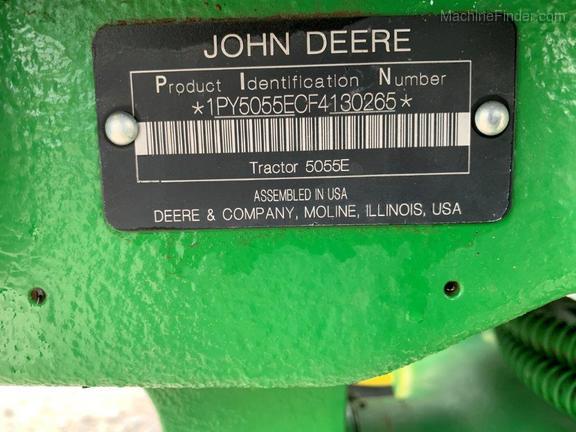 MachineFinder.com
JOHN DEERE
Product Identification Number
*1PY5055ECF4130265*
Tractor 5055E
ASSEMBLED IN USA
DEERE & COMPANY, MOLINE, ILLINOIS, USA